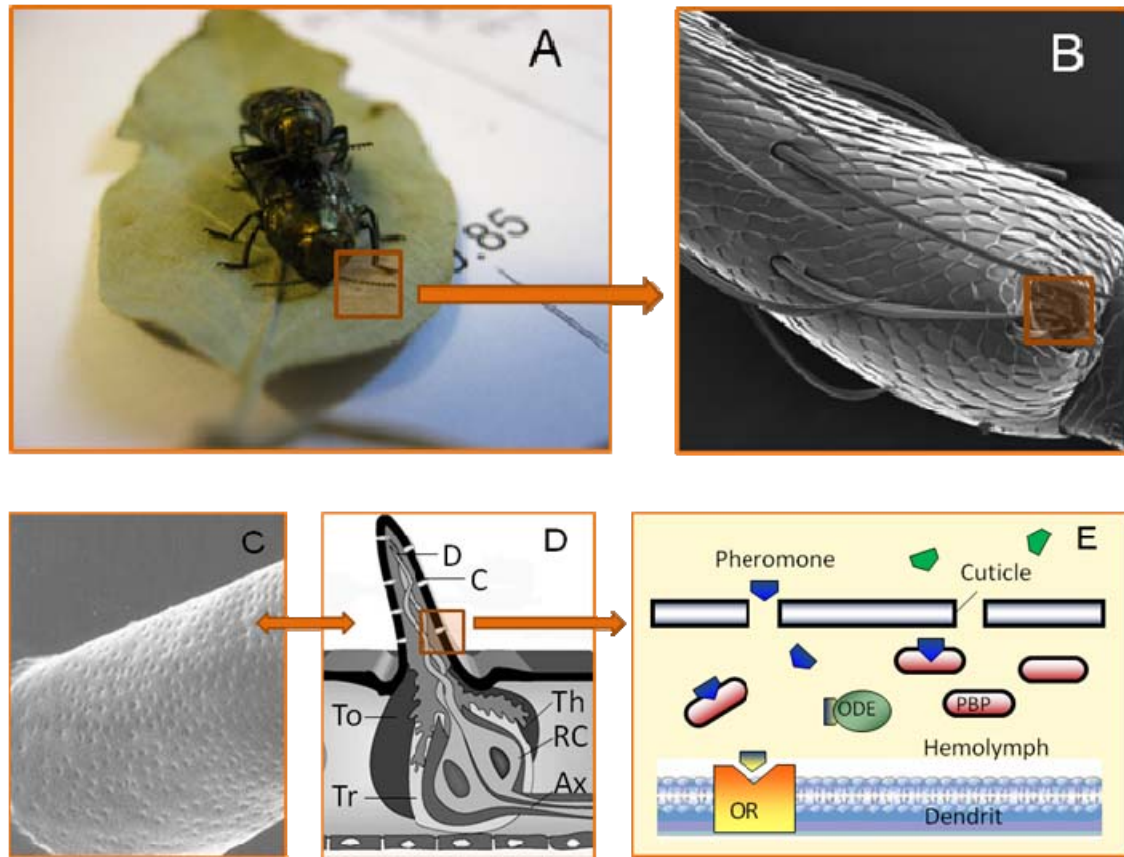 A
B
.85
C
D
D
C
To
Th
RC
Tr
Ax
E
Pheromone
Cuticle
ODE
PBP
Hemolymph
OR
Dendrit